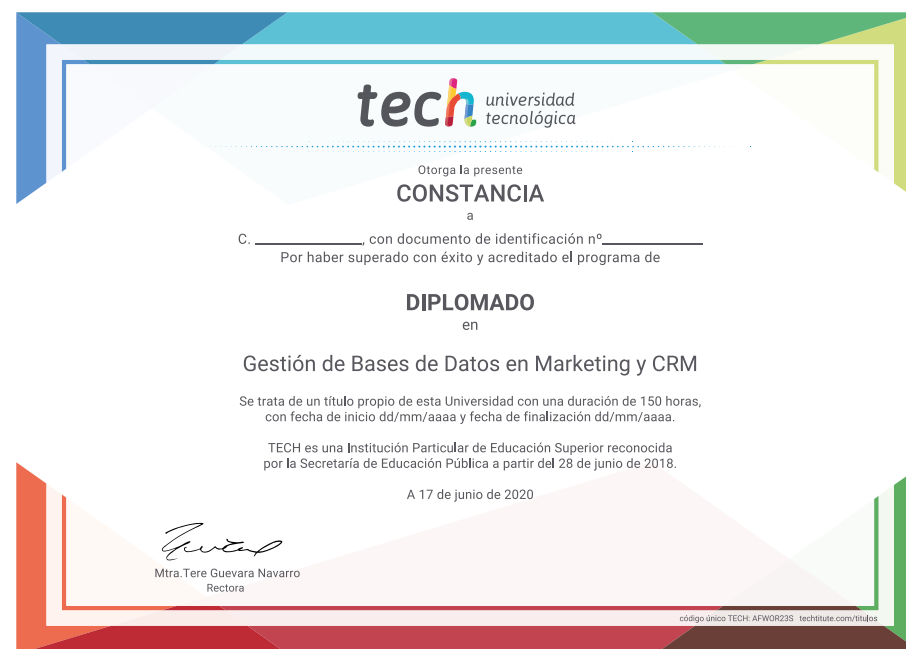 tech universidad
tecnológica
Otorga la presente
CONSTANCIA
a
C. ____________, con documento de identificación nº____________
Por haber superado con éxito y acreditado el programa de
DIPLOMADO
en
Gestión de Bases de Datos en Marketing y CRM
Se trata de un título propio de esta Universidad con una duración de 150 horas,
con fecha de inicio dd/mm/aaaa y fecha de finalización dd/mm/aaaa.
TECH es una Institución Particular de Educación Superior reconocida
por la Secretaría de Educación Pública a partir del 28 de junio de 2018.
A 17 de junio de 2020
Mtra.Tere Guevara Navarro
Rectora
código único TECH: AFWOR23S techtitute.com/titulos